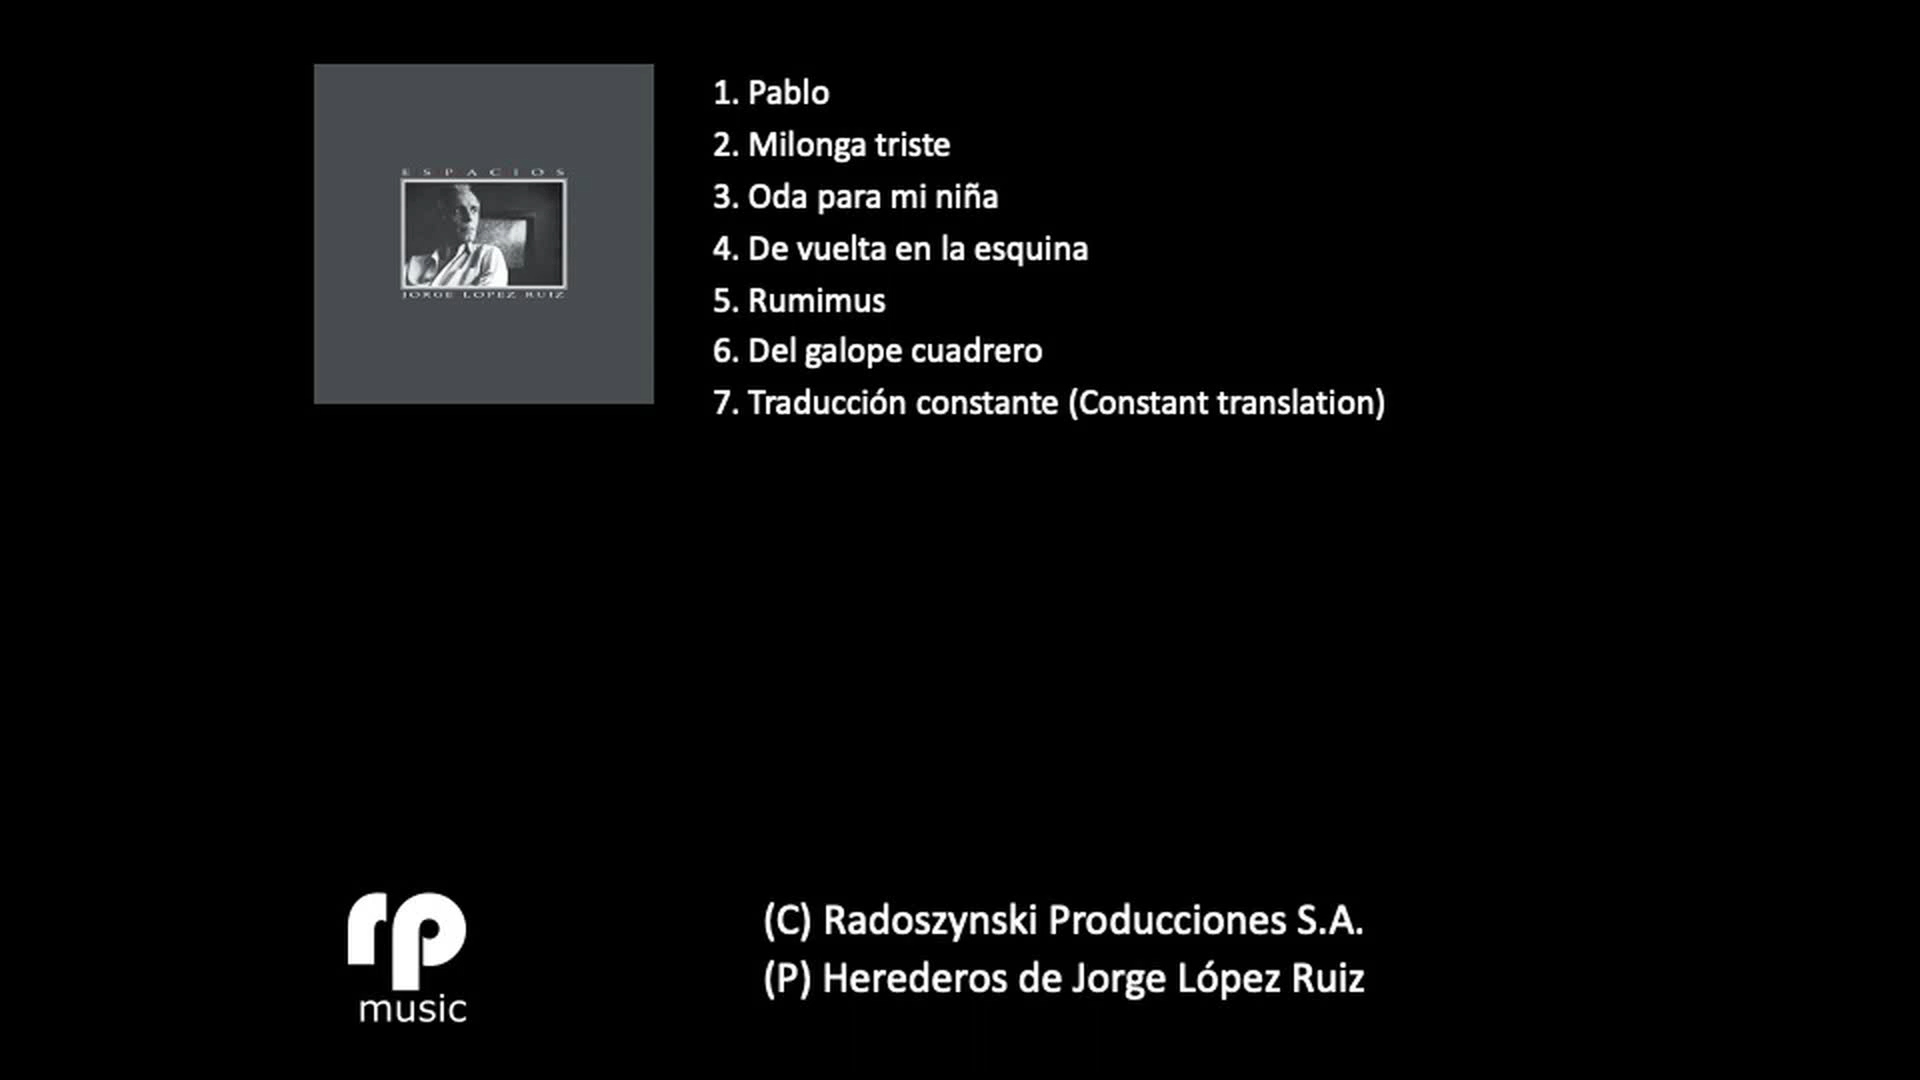 ESPACIOS
JORGE LOPEZ RUIZ
1. Pablo
2. Milonga triste
3. Oda para mi niña
4. De vuelta en la esquina
5. Rumimus
6. Del galope cuadrero
7. Traducción constante (Constant translation)
rp
music
(C) Radoszynski Producciones S.A.
(P) Herederos de Jorge López Ruiz